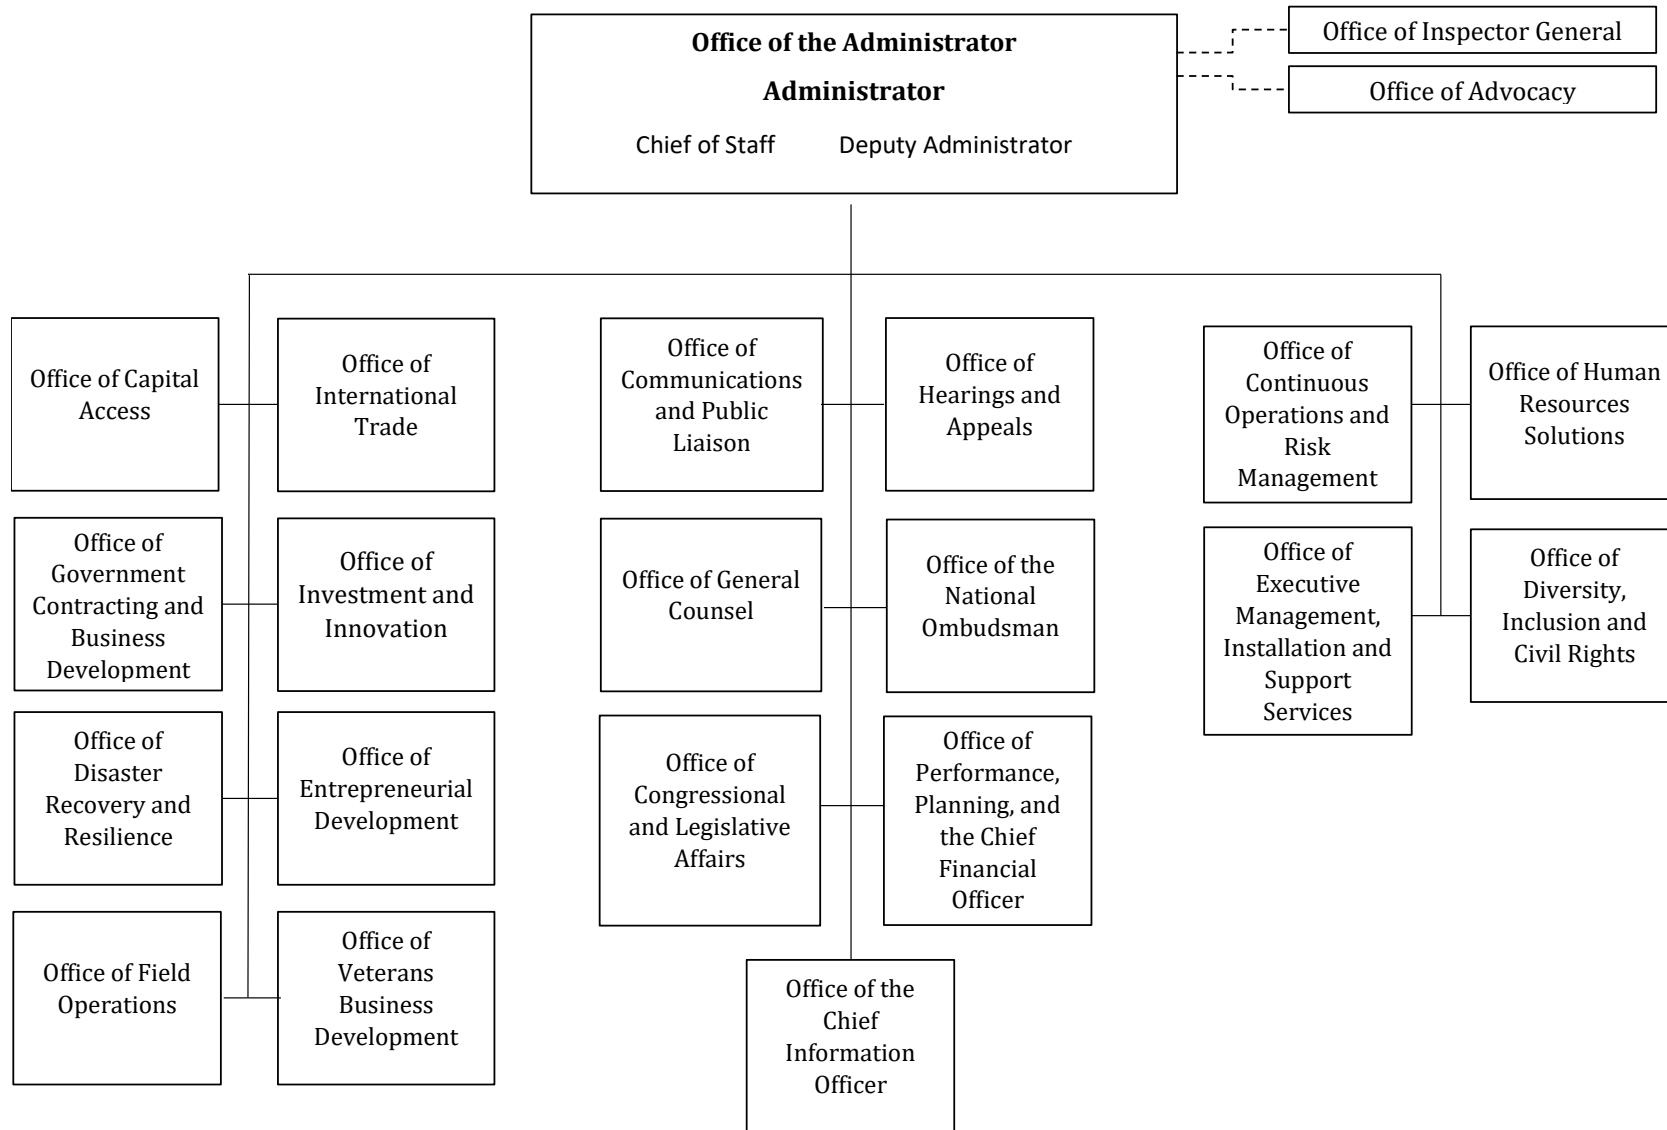 Office of the Administrator
Administrator
Chief of Staff Deputy Administrator
Office of Inspector General
Office of Advocacy
Office of Capital
Access
Office of
International
Trade
Office of
Government
Contracting and
Business
Development
Office of
Investment and
Innovation
Office of
Disaster
Recovery and
Resilience
Office of
Entrepreneurial
Development
Office of Field
Operations
Office of
Veterans
Business
Development
Office of
Communications
and Public
Liaison
Office of
Hearings and
Appeals
Office of General
Counsel
Office of the
National
Ombudsman
Office of
Congressional
and Legislative
Affairs
Office of
Performance,
Planning, and
the Chief
Financial
Officer
Office of the
Chief
Information
Officer
Office of
Continuous
Operations and
Risk
Management
Office of Human
Resources
Solutions
Office of
Executive
Management,
Installation and
Support
Services
Office of
Diversity,
Inclusion and
Civil Rights